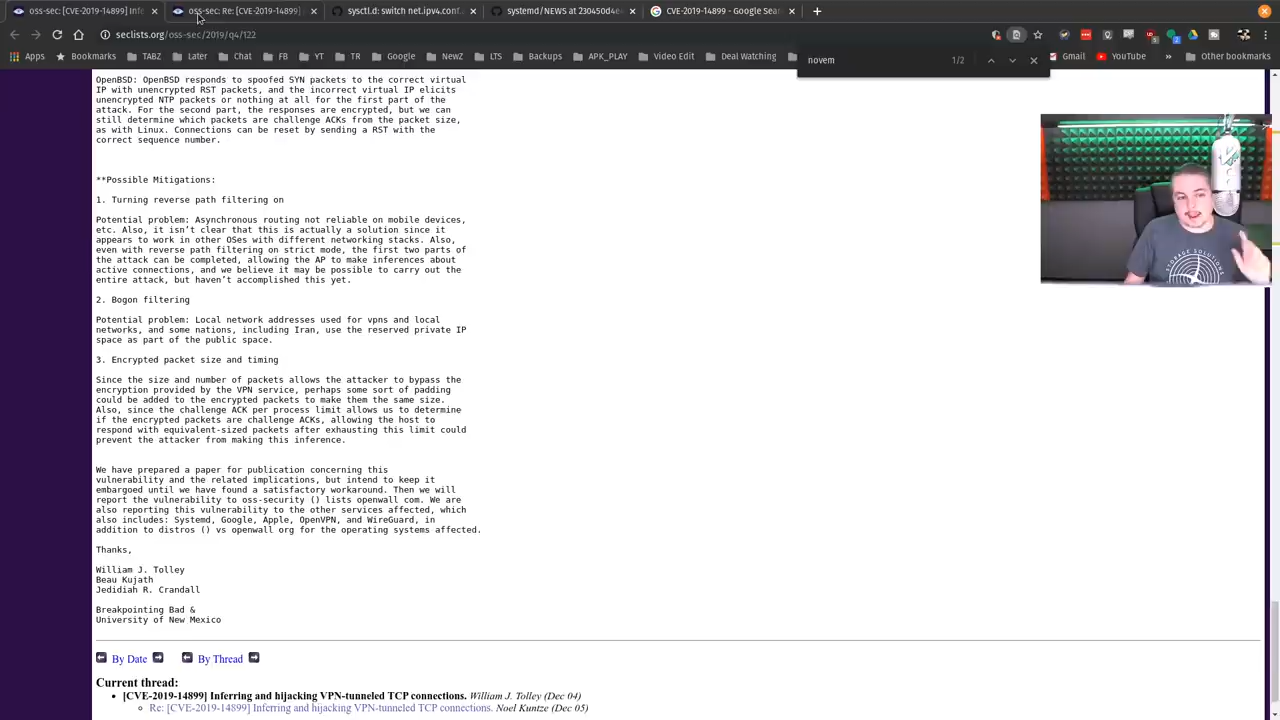 oss-sec: [CVE-2019-14899] Infe
oss-sec: Re: [CVE-2019-14899]
sysctl.d: switch net.ipv4.conf.
systemd/NEWS at 230450d4e
CVE-2019-14899 - Google Sea
seclists.org/oss-sec/2019/q4/122
Apps
Bookmarks
TABZ
Later
Chat
FB
YT
TR
Google
NewZ
LTS
Backups
APK_PLAY
Video Edit
Deal Watching
Gmail
YouTube
Other bookmarks
novem
1/2
OpenBSD: OpenBSD responds to spoofed SYN packets to the correct virtual
IP with unencrypted RST packets, and the incorrect virtual IP elicits
unencrypted NTP packets or nothing at all for the first part of the
attack. For the second part, the responses are encrypted, but we can
still determine which packets are challenge ACKs from the packet size,
as with Linux. Connections can be reset by sending a RST with the
correct sequence number.
**Possible Mitigations:
1. Turning reverse path filtering on
Potential problem: Asynchronous routing not reliable on mobile devices,
etc. Also, it isn’t clear that this is actually a solution since it
appears to work in other OSes with different networking stacks. Also,
even with reverse path filtering on strict mode, the first two parts of
the attack can be completed, allowing the AP to make inferences about
active connections, and we believe it may be possible to carry out the
entire attack, but haven’t accomplished this yet.
2. Bogon filtering
Potential problem: Local network addresses used for vpns and local
networks, and some nations, including Iran, use the reserved private IP
space as part of the public space.
3. Encrypted packet size and timing
Since the size and number of packets allows the attacker to bypass the
encryption provided by the VPN service, perhaps some sort of padding
could be added to the encrypted packets to make them the same size.
Also, since the challenge ACK per process limit allows us to determine
if the encrypted packets are challenge ACKs, allowing the host to
respond with equivalent-sized packets after exhausting this limit could
prevent the attacker from making this inference.
We have prepared a paper for publication concerning this
vulnerability and the related implications, but intend to keep it
embargoed until we have found a satisfactory workaround. Then we will
report the vulnerability to oss-security () lists openwall com. We are
also reporting this vulnerability to the other services affected, which
also includes: Systemd, Google, Apple, OpenVPN, and WireGuard, in
addition to distros () vs openwall org for the operating systems affected.
Thanks,
William J. Tolley
Beau Kujath
Jedidiah R. Crandall
Breakpointing Bad &
University of New Mexico
By Date
By Thread
Current thread:
[CVE-2019-14899] Inferring and hijacking VPN-tunneled TCP connections. William J. Tolley (Dec 04)
Re: [CVE-2019-14899] Inferring and hijacking VPN-tunneled TCP connections. Noel Kuntze (Dec 05)
STORAGE SOLUTIONS